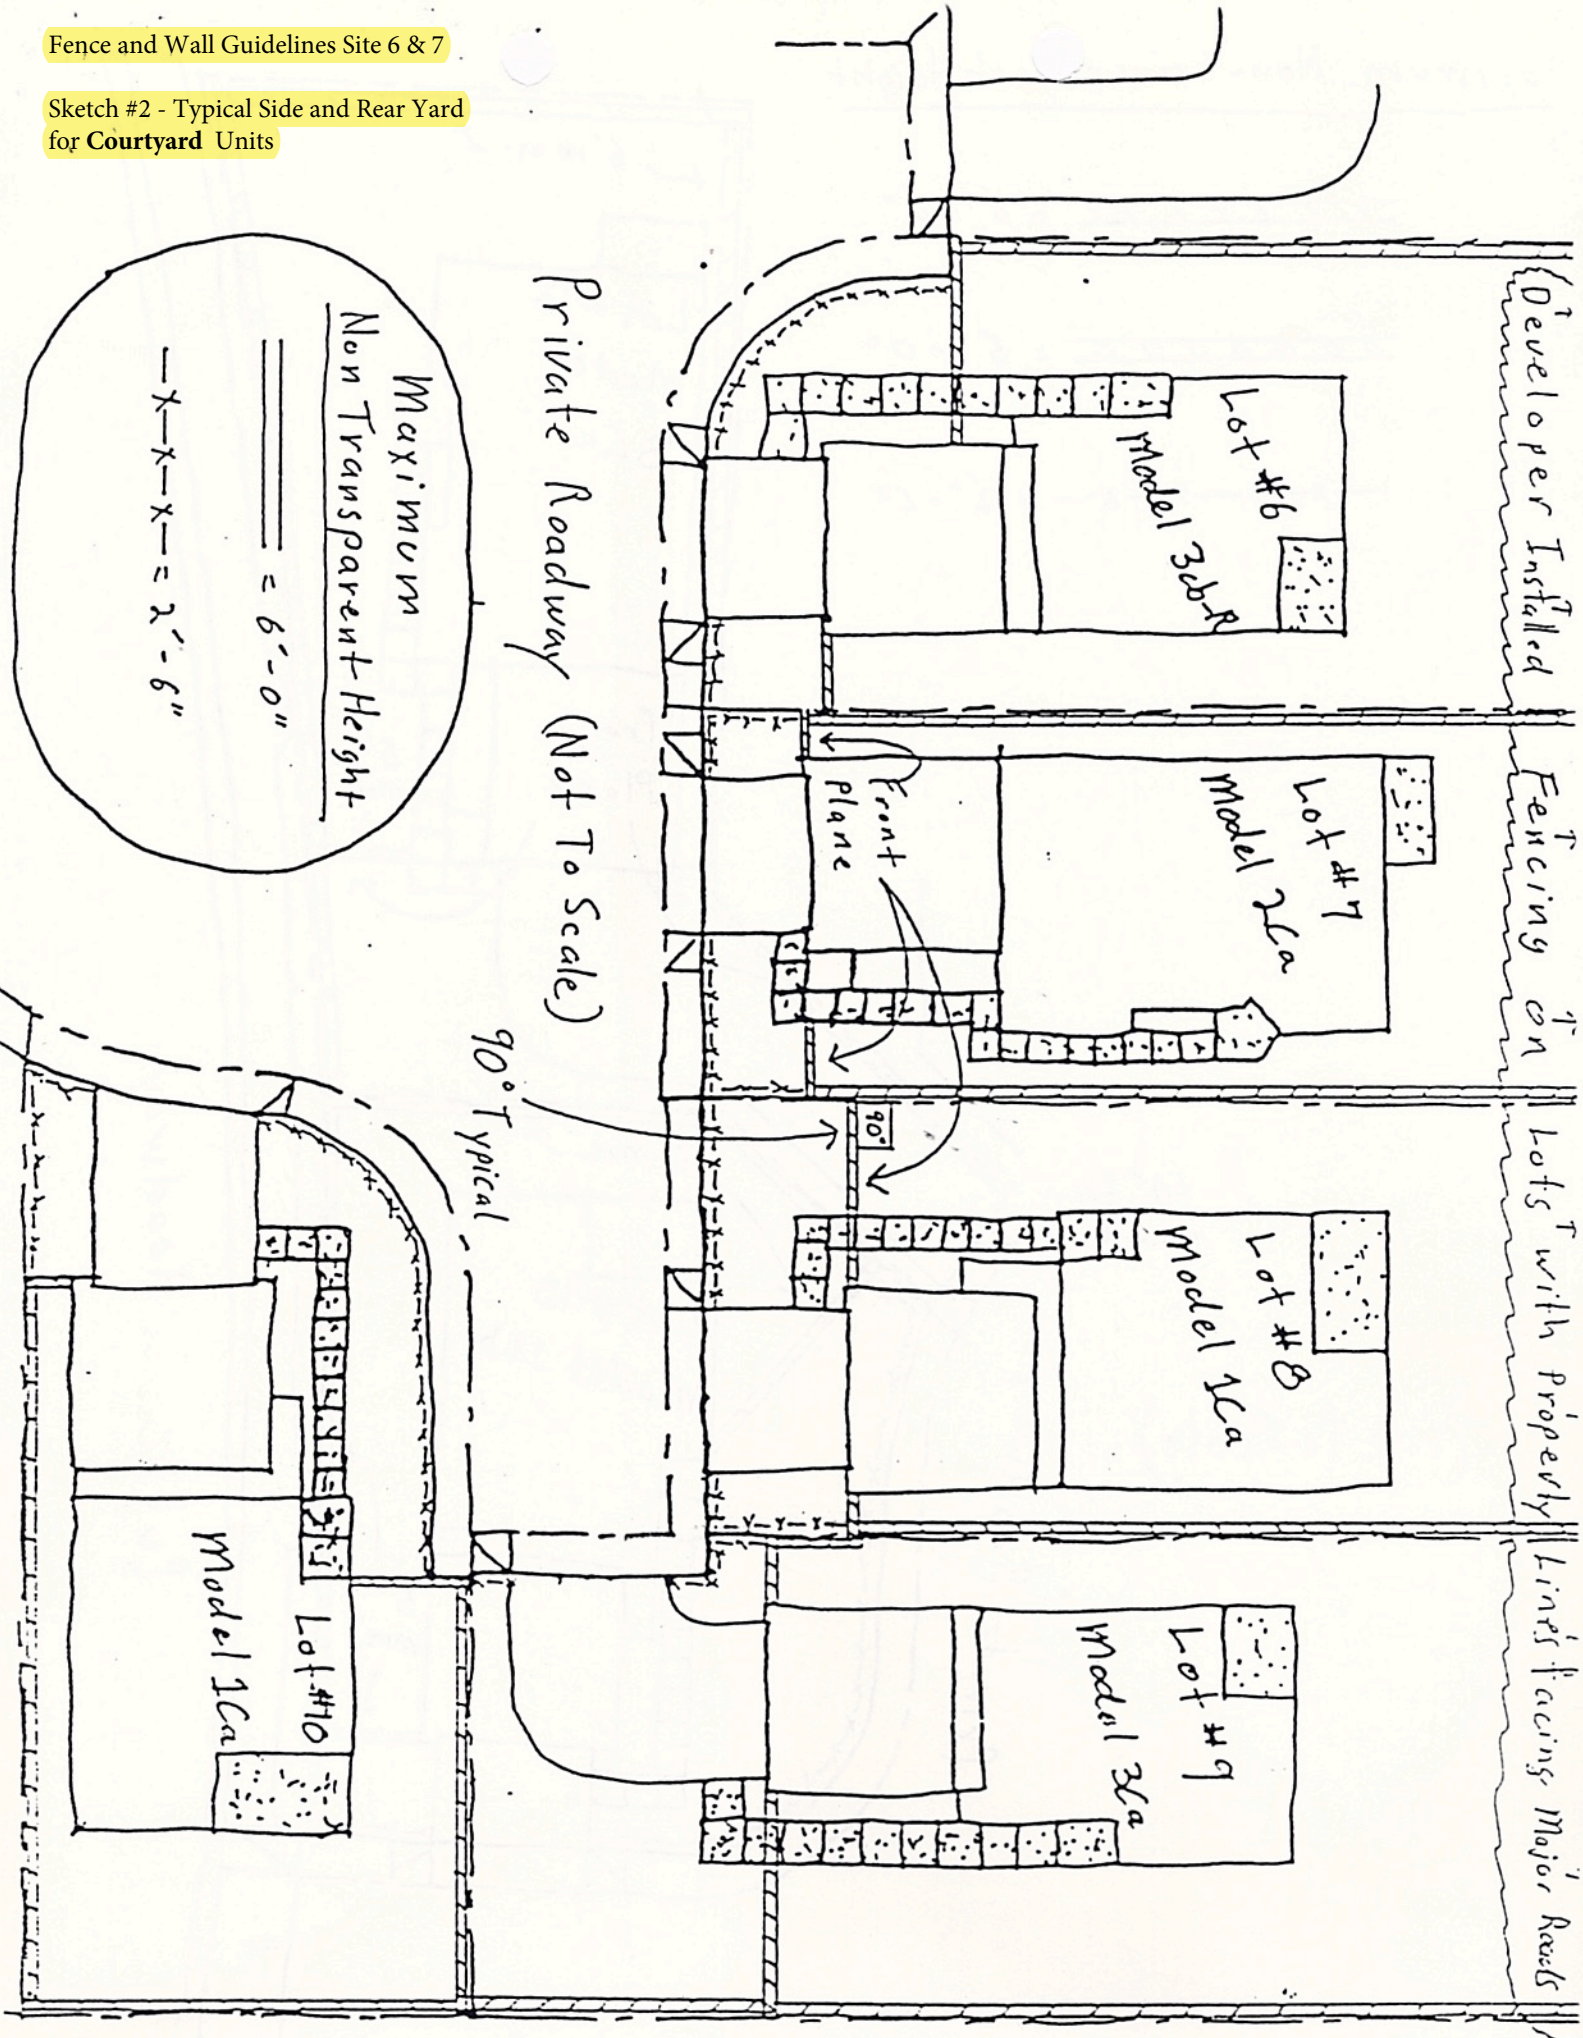 Fence and Wall Guidelines Site 6 & 7
Sketch #2 - Typical Side and Rear Yard
for Courtyard Units
(Developer Installed Fencing on Lots with Property Lines facing Major Roads
Lot #6
Model 3cb-R
Lot #7
Model 2Ca
Lot #8
Model 1Ca
Lot #9
Model 3Ca
Lot #10
Model 1Ca
Front
Plane
90°
90° Typical
Private Roadway (Not To Scale)
Maximum
Non Transparent Height
= 6'-0"
-x-x-x- = 2'-6"